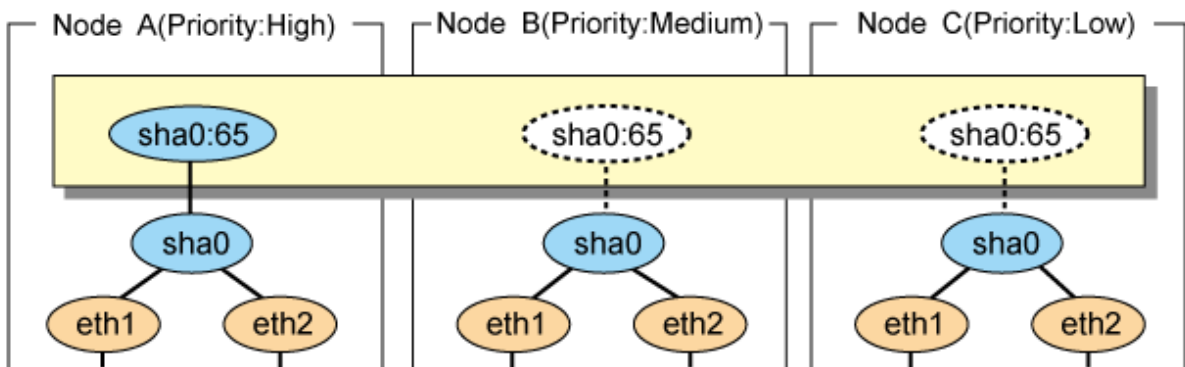 Node A(Priority:High) Node B(Priority:Medium) Node C(Priority:Low)
sha0:65 sha0:65 sha0:65
sha0 sha0 sha0
eth1 eth2 eth1 eth2 eth1 eth2